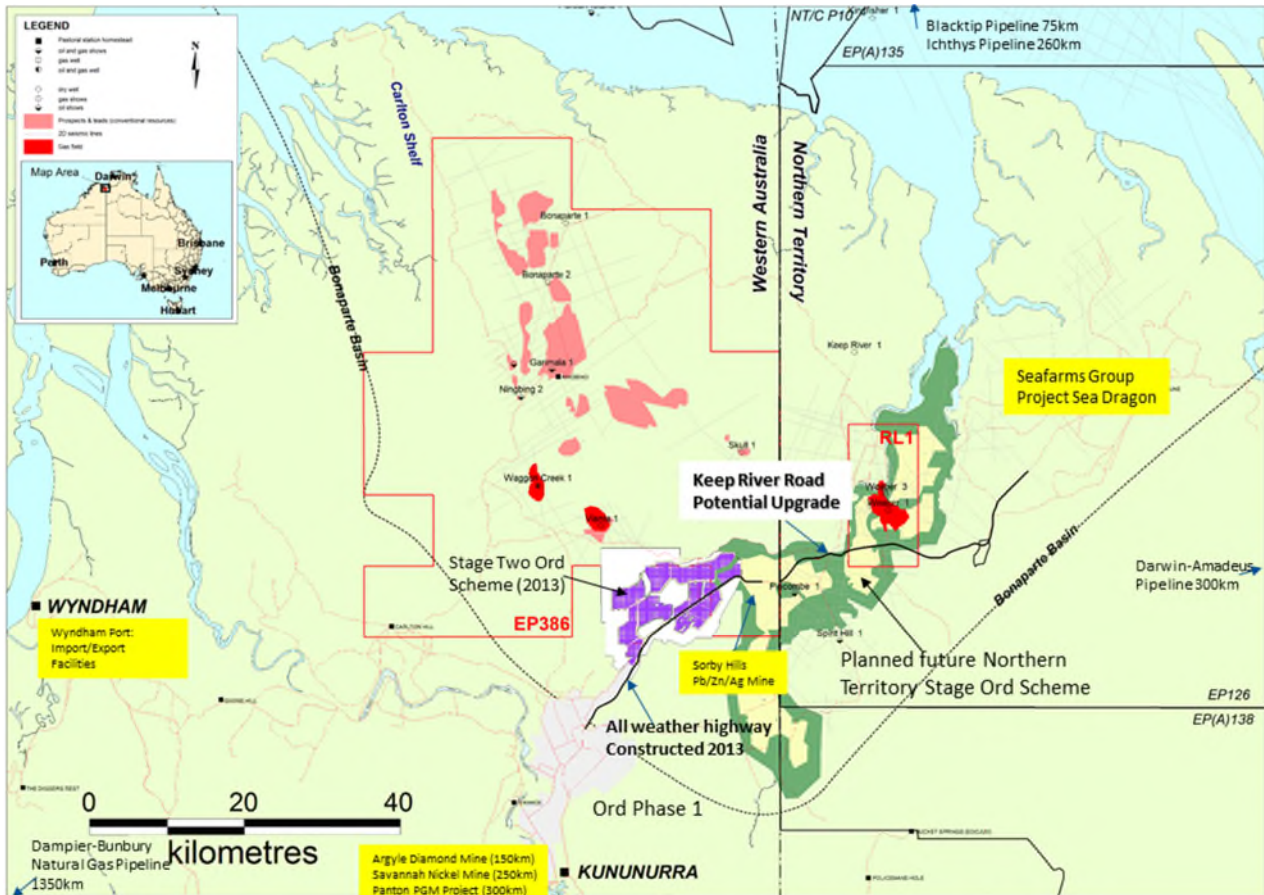 LEGEND
Pastoral station homestead
oil and gas shows
gas well
oil and gas well
dry well
gas shows
oil shows
Prospects & leads (conventional resources)
2D seismic lines
Gas field
N
Map Area
Darwin
Brisbane
Perth
Sydney
Melbourne
Hobart
Carlton Shelf
Bonaparte Basin
NT/C P10
Kingfisher 1
Blacktip Pipeline 75km
Ichthys Pipeline 260km
EP(A)135
Western Australia
Northern Territory
Bonaparte 1
Bonaparte 2
Garimala 1
Ningbing 2
Skull 1
Waggon Creek 1
Vienta 1
Keep River 1
Seafarms Group
Project Sea Dragon
RL1
Keep River Road
Potential Upgrade
Stage Two Ord
Scheme (2013)
EP386
Pincombe 1
Spirit Hill 1
Bonaparte Basin
Darwin-Amadeus
Pipeline 300km
WYNDHAM
Wyndham Port:
Import/Export
Facilities
CARLTON HILL
Sorby Hills
Pb/Zn/Ag Mine
Planned future Northern
Territory Stage Ord Scheme
EP126
EP(A)138
All weather highway
Constructed 2013
THE DIGGERS REST
0 20 40
kilometres
Ord Phase 1
Dampier-Bunbury
Natural Gas Pipeline
1350km
Argyle Diamond Mine (150km)
Savannah Nickel Mine (250km)
Panton PGM Project (300km)
KUNUNURRA
POLICEMANS HOLE